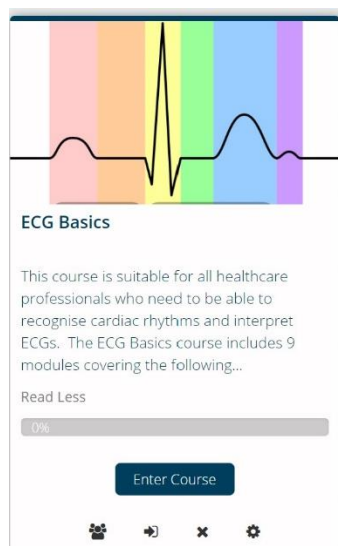 ECG Basics
This course is suitable for all healthcare
professionals who need to be able to
recognise cardiac rhythms and interpret
ECGs.  The ECG Basics course includes 9
modules covering the following...
Read Less
0%
Enter Course